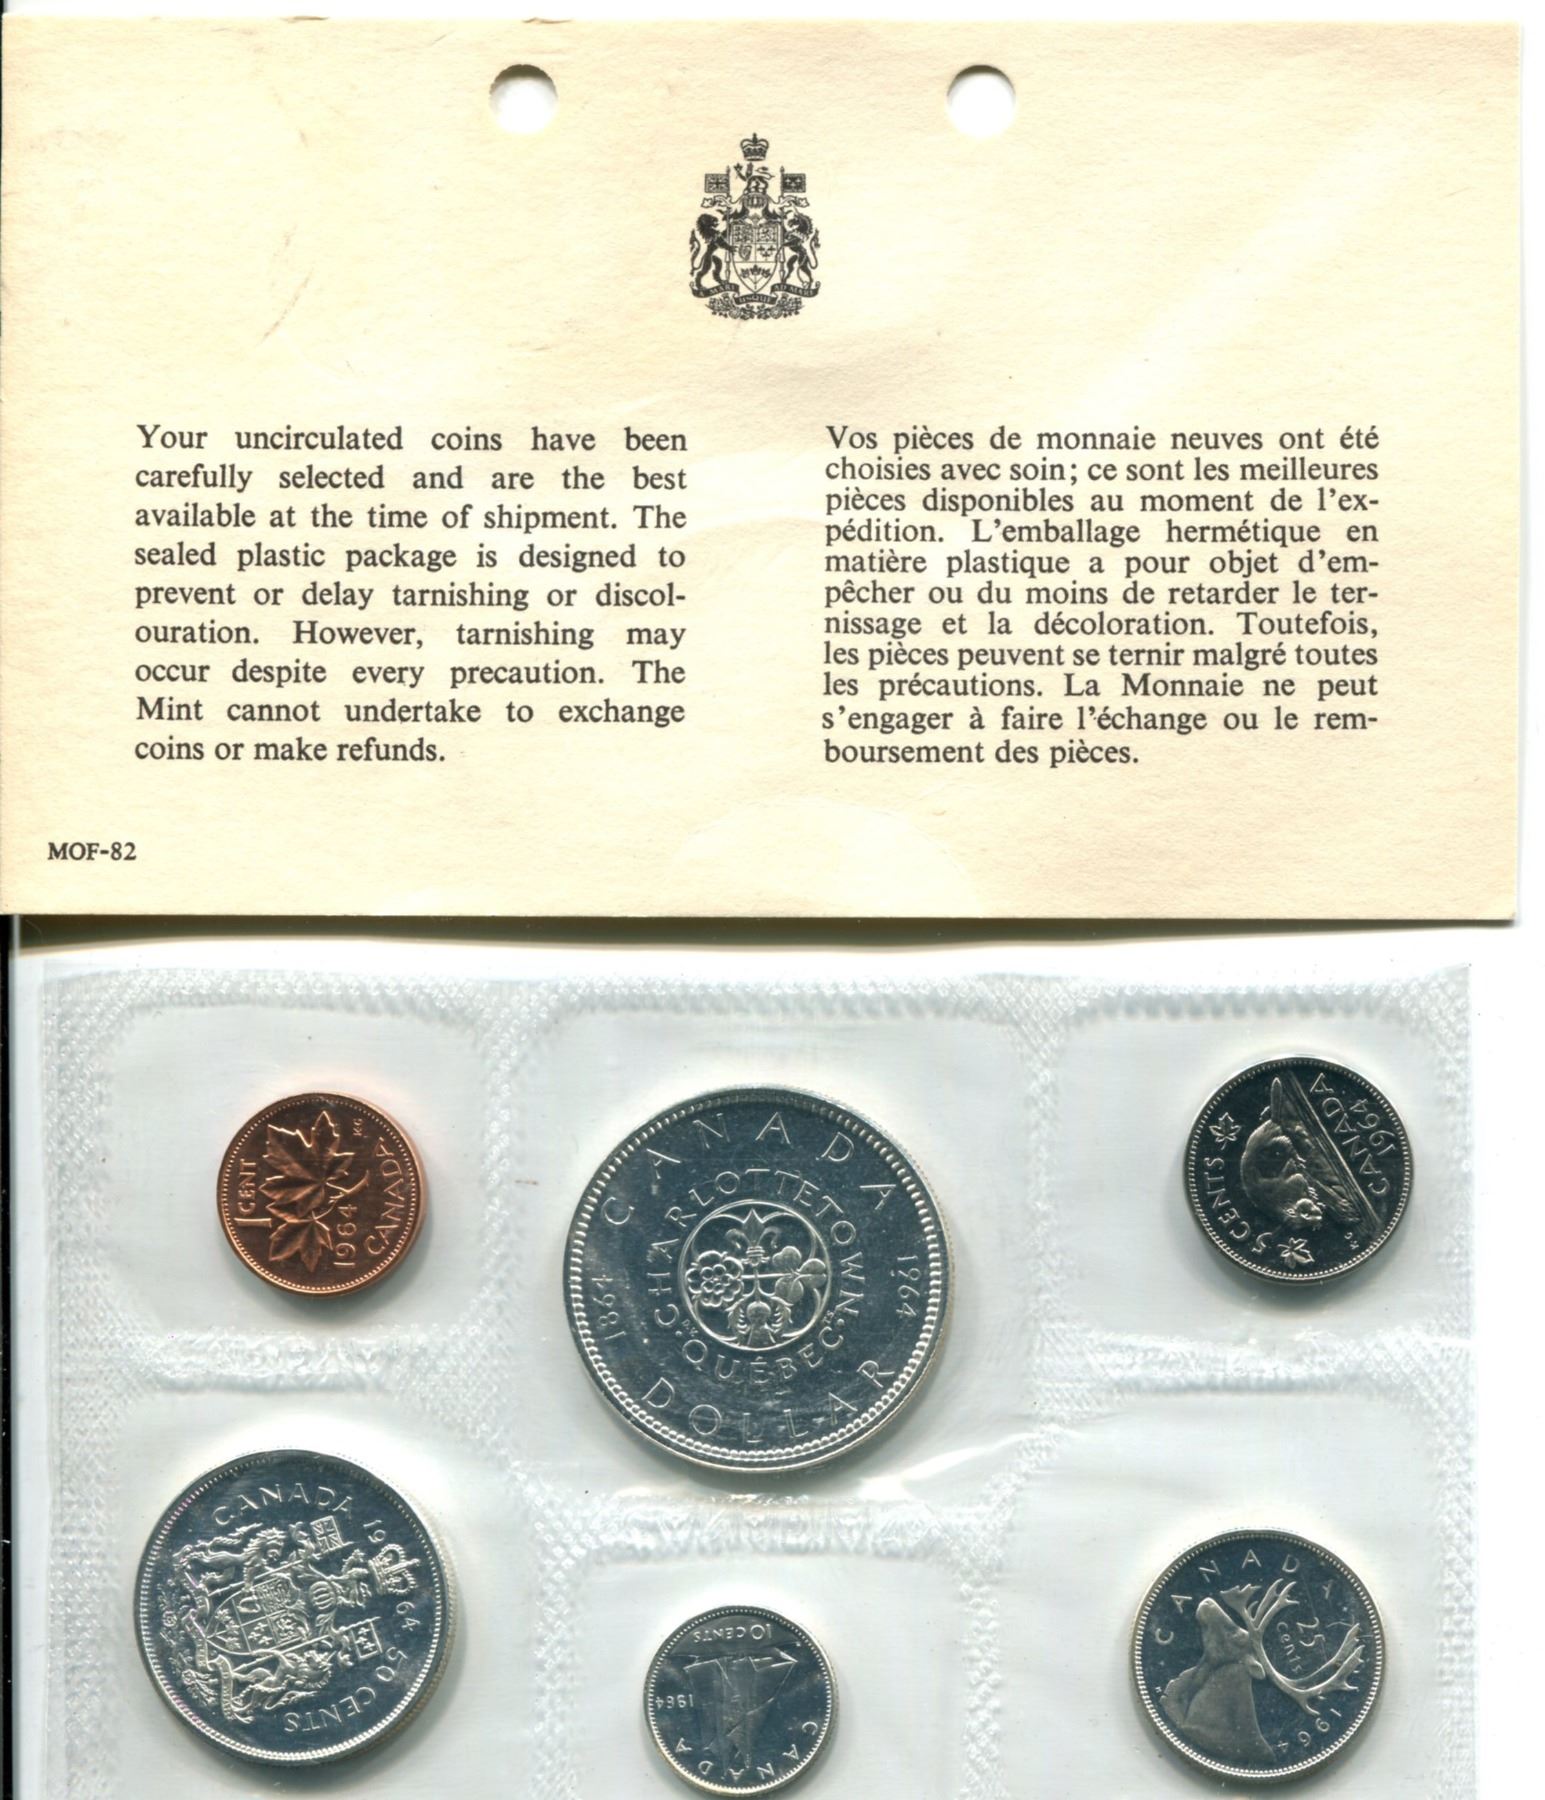 Your uncirculated coins have been
carefully selected and are the best
available at the time of shipment. The
sealed plastic package is designed to
prevent or delay tarnishing or discol-
ouration. However, tarnishing may
occur despite every precaution. The
Mint cannot undertake to exchange
coins or make refunds.
Vos pièces de monnaie neuves ont été
choisies avec soin; ce sont les meilleures
pièces disponibles au moment de l'ex-
pédition. L'emballage hermétique en
matière plastique a pour objet d'em-
pêcher ou du moins de retarder le ter-
nissage et la décoloration. Toutefois,
les pièces peuvent se ternir malgré toutes
les précautions. La Monnaie ne peut
s'engager à faire l'échange ou le rem-
boursement des pièces.
MOF-82
1 CENT
1964
CANADA
KG
CANADA
1864
1964
DOLLAR
CHARLOTTETOWN
QUÉBEC
5 CENTS
CANADA
1964
CANADA
1964
50 CENTS
10 CENTS
1964
CANADA
CANADA
25
cents
1964